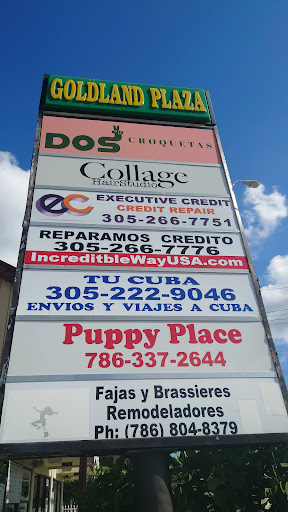 GOLDLAND PLAZA
DOS CROQUETAS
Collage
HairStudio
EC EXECUTIVE CREDIT
CREDIT REPAIR
305-266-7751
REPARAMOS CREDITO
305-266-7776
IncreditbleWayUSA.com
TU CUBA
305-222-9046
ENVIOS Y VIAJES A CUBA
Puppy Place
786-337-2644
Fajas y Brassieres
Remodeladores
Ph: (786) 804-8379